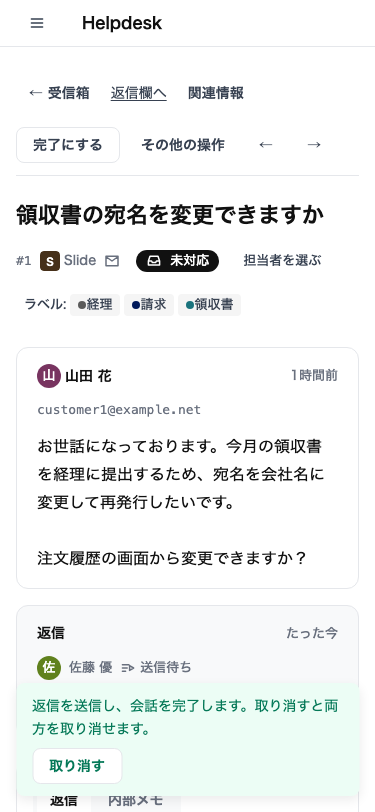 Helpdesk
← 受信箱 返信欄へ 関連情報
完了にする その他の操作 ← →
領収書の宛名を変更できますか
#1 S Slide 未対応 担当者を選ぶ
ラベル: 経理 請求 領収書
山 山田 花 1時間前
customer1@example.net
お世話になっております。今月の領収書
を経理に提出するため、宛名を会社名に
変更して再発行したいです。
注文履歴の画面から変更できますか？
返信 たった今
佐 佐藤 優 送信待ち
返信を送信し、会話を完了します。取り消すと両
方を取り消せます。
取り消す
返信 内部メモ